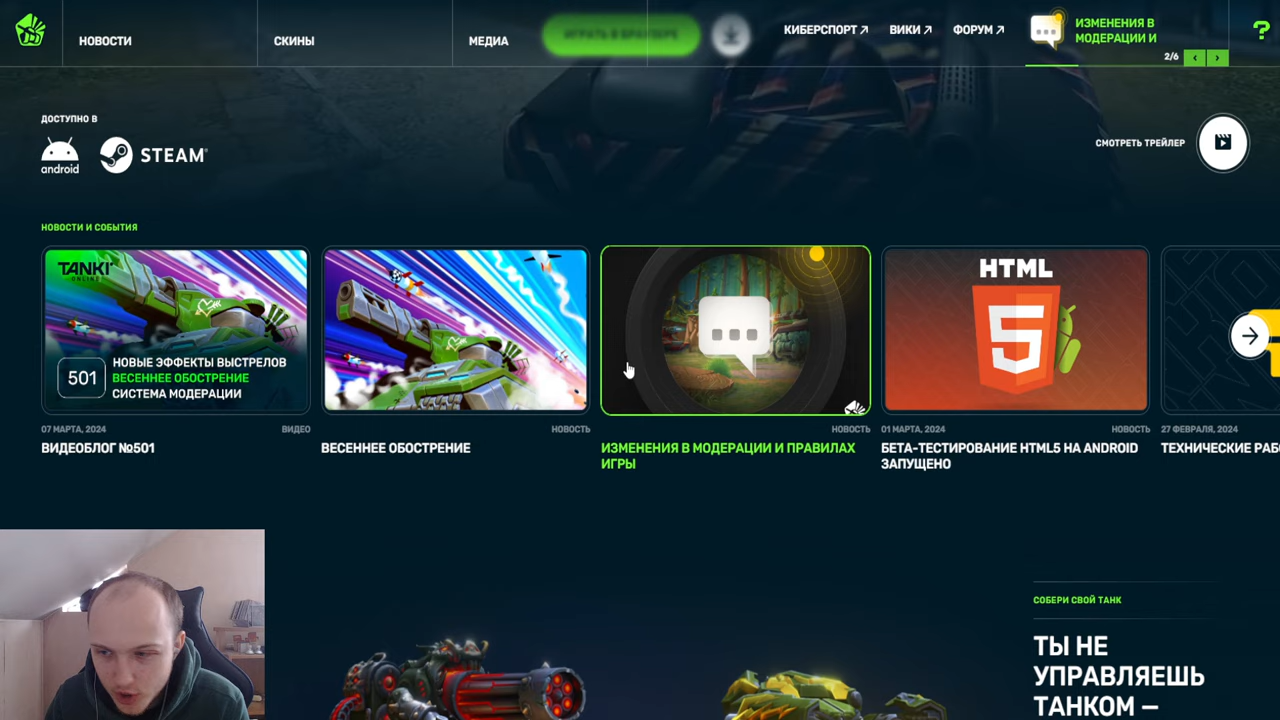 НОВОСТИ
СКИНЫ
МЕДИА
ИГРАТЬ В БРАУЗЕРЕ
КИБЕРСПОРТ
ВИКИ
ФОРУМ
ИЗМЕНЕНИЯ В
МОДЕРАЦИИ И
2/6
?
ДОСТУПНО В
android
STEAM
СМОТРЕТЬ ТРЕЙЛЕР
НОВОСТИ И СОБЫТИЯ
TANKI
ONLINE
501
НОВЫЕ ЭФФЕКТЫ ВЫСТРЕЛОВ
ВЕСЕННЕЕ ОБОСТРЕНИЕ
СИСТЕМА МОДЕРАЦИИ
07 МАРТА, 2024
ВИДЕО
ВИДЕОБЛОГ №501
НОВОСТЬ
ВЕСЕННЕЕ ОБОСТРЕНИЕ
НОВОСТЬ
ИЗМЕНЕНИЯ В МОДЕРАЦИИ И ПРАВИЛАХ
ИГРЫ
HTML
5
01 МАРТА, 2024
НОВОСТЬ
БЕТА-ТЕСТИРОВАНИЕ HTML5 НА ANDROID
ЗАПУЩЕНО
27 ФЕВРАЛЯ, 2024
ТЕХНИЧЕСКИЕ РАБО
СОБЕРИ СВОЙ ТАНК
ТЫ НЕ
УПРАВЛЯЕШЬ
ТАНКОМ —